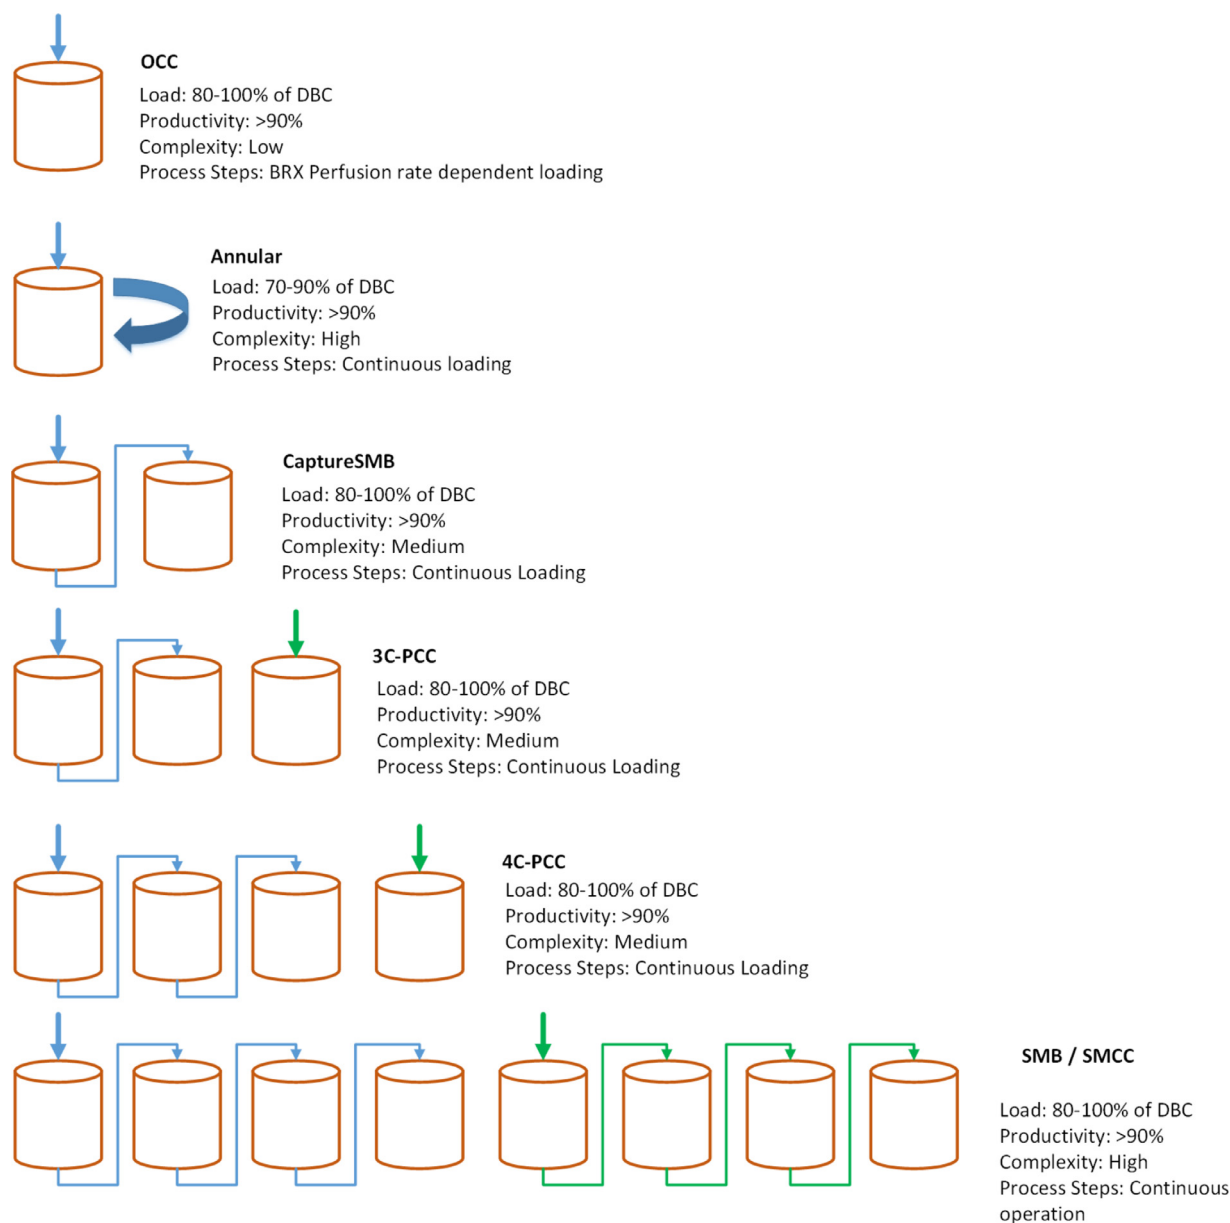 OCC
Load: 80-100% of DBC
Productivity: >90%
Complexity: Low
Process Steps: BRX Perfusion rate dependent loading
Annular
Load: 70-90% of DBC
Productivity: >90%
Complexity: High
Process Steps: Continuous loading
CaptureSMB
Load: 80-100% of DBC
Productivity: >90%
Complexity: Medium
Process Steps: Continuous Loading
3C-PCC
Load: 80-100% of DBC
Productivity: >90%
Complexity: Medium
Process Steps: Continuous Loading
4C-PCC
Load: 80-100% of DBC
Productivity: >90%
Complexity: Medium
Process Steps: Continuous Loading
SMB / SMCC
Load: 80-100% of DBC
Productivity: >90%
Complexity: High
Process Steps: Continuous
operation